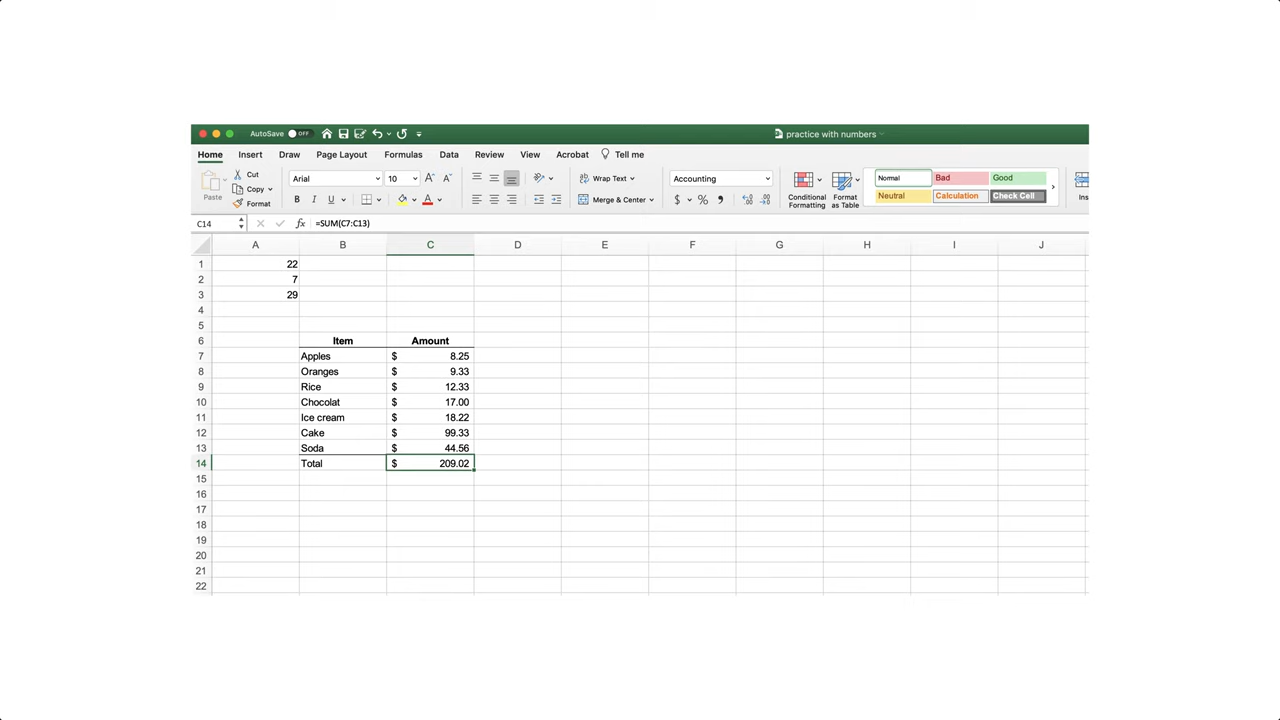 AutoSave OFF practice with numbers
Home Insert Draw Page Layout Formulas Data Review View Acrobat Tell me
Paste
Cut
Copy
Format
Arial 10 A A
B I U A
Wrap Text
Merge & Center
Accounting
$ %
Conditional Formatting
Format as Table
Normal Bad Good
Neutral Calculation Check Cell
Ins
C14 fx =SUM(C7:C13)
A B C D E F G H I J
1 22
2 7
3 29
4
5
6 Item Amount
7 Apples $ 8.25
8 Oranges $ 9.33
9 Rice $ 12.33
10 Chocolat $ 17.00
11 Ice cream $ 18.22
12 Cake $ 99.33
13 Soda $ 44.56
14 Total $ 209.02
15
16
17
18
19
20
21
22